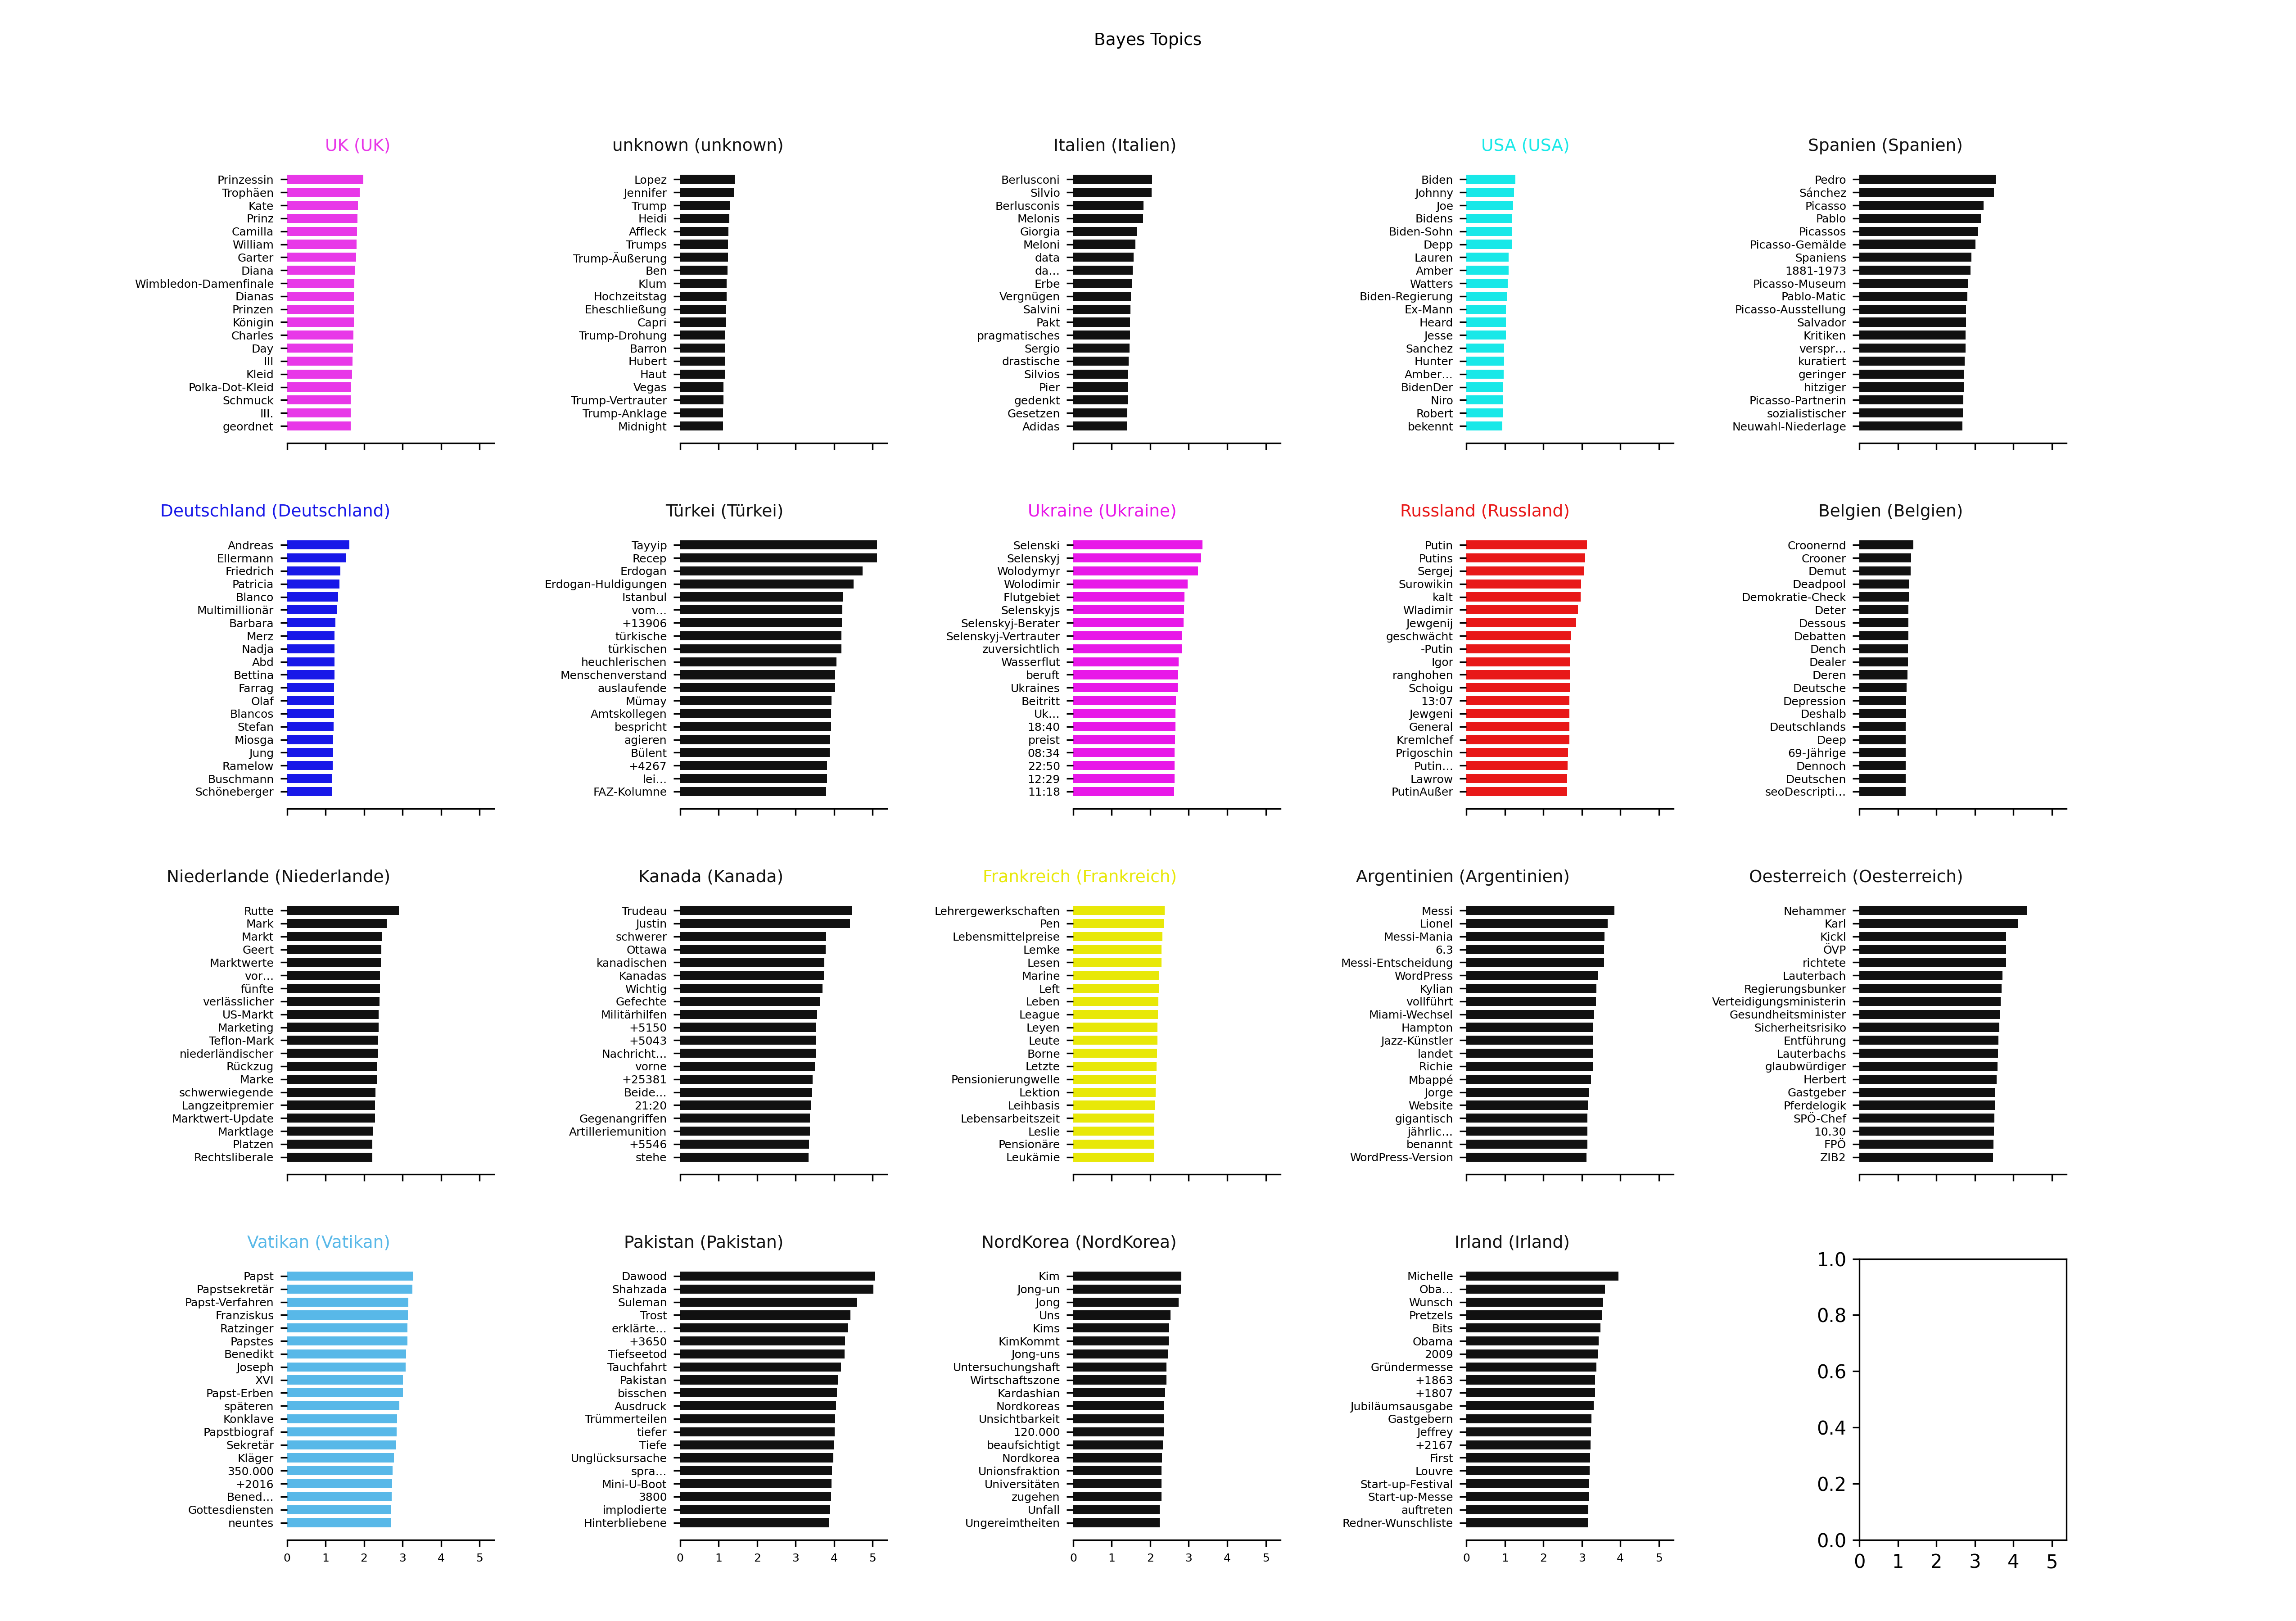 Bayes Topics
UK (UK)
Prinzessin
Trophäen
Kate
Prinz
Camilla
William
Garter
Diana
Wimbledon-Damenfinale
Dianas
Prinzen
Königin
Charles
Day
III
Kleid
Polka-Dot-Kleid
Schmuck
III.
geordnet
unknown (unknown)
Lopez
Jennifer
Trump
Heidi
Affleck
Trumps
Trump-Äußerung
Ben
Klum
Hochzeitstag
Eheschließung
Capri
Trump-Drohung
Barron
Hubert
Haut
Vegas
Trump-Vertrauter
Trump-Anklage
Midnight
Italien (Italien)
Berlusconi
Silvio
Berlusconis
Melonis
Giorgia
Meloni
data
da…
Erbe
Vergnügen
Salvini
Pakt
pragmatisches
Sergio
drastische
Silvios
Pier
gedenkt
Gesetzen
Adidas
USA (USA)
Biden
Johnny
Joe
Bidens
Biden-Sohn
Depp
Lauren
Amber
Watters
Biden-Regierung
Ex-Mann
Heard
Jesse
Sanchez
Hunter
Amber…
BidenDer
Niro
Robert
bekennt
Spanien (Spanien)
Pedro
Sánchez
Picasso
Pablo
Picassos
Picasso-Gemälde
Spaniens
1881-1973
Picasso-Museum
Pablo-Matic
Picasso-Ausstellung
Salvador
Kritiken
verspr…
kuratiert
geringer
hitziger
Picasso-Partnerin
sozialistischer
Neuwahl-Niederlage
Deutschland (Deutschland)
Andreas
Ellermann
Friedrich
Patricia
Blanco
Multimillionär
Barbara
Merz
Nadja
Abd
Bettina
Farrag
Olaf
Blancos
Stefan
Miosga
Jung
Ramelow
Buschmann
Schöneberger
Türkei (Türkei)
Tayyip
Recep
Erdogan
Erdogan-Huldigungen
Istanbul
vom…
+13906
türkische
türkischen
heuchlerischen
Menschenverstand
auslaufende
Mümay
Amtskollegen
bespricht
agieren
Bülent
+4267
lei…
FAZ-Kolumne
Ukraine (Ukraine)
Selenski
Selenskyj
Wolodymyr
Wolodimir
Flutgebiet
Selenskyjs
Selenskyj-Berater
Selenskyj-Vertrauter
zuversichtlich
Wasserflut
beruft
Ukraines
Beitritt
Uk…
18:40
preist
08:34
22:50
12:29
11:18
Russland (Russland)
Putin
Putins
Sergej
Surowikin
kalt
Wladimir
Jewgenij
geschwächt
-Putin
Igor
ranghohen
Schoigu
13:07
Jewgeni
General
Kremlchef
Prigoschin
Putin…
Lawrow
PutinAußer
Belgien (Belgien)
Croonernd
Crooner
Demut
Deadpool
Demokratie-Check
Deter
Dessous
Debatten
Dench
Dealer
Deren
Deutsche
Depression
Deshalb
Deutschlands
Deep
69-Jährige
Dennoch
Deutschen
seoDescripti…
Niederlande (Niederlande)
Rutte
Mark
Markt
Geert
Marktwerte
vor…
fünfte
verlässlicher
US-Markt
Marketing
Teflon-Mark
niederländischer
Rückzug
Marke
schwerwiegende
Langzeitpremier
Marktwert-Update
Marktlage
Platzen
Rechtsliberale
Kanada (Kanada)
Trudeau
Justin
schwerer
Ottawa
kanadischen
Kanadas
Wichtig
Gefechte
Militärhilfen
+5150
+5043
Nachricht…
vorne
+25381
Beide…
21:20
Gegenangriffen
Artilleriemunition
+5546
stehe
Frankreich (Frankreich)
Lehrergewerkschaften
Pen
Lebensmittelpreise
Lemke
Lesen
Marine
Left
Leben
League
Leyen
Leute
Borne
Letzte
Pensionierungwelle
Lektion
Leihbasis
Lebensarbeitszeit
Leslie
Pensionäre
Leukämie
Argentinien (Argentinien)
Messi
Lionel
Messi-Mania
6.3
Messi-Entscheidung
WordPress
Kylian
vollführt
Miami-Wechsel
Hampton
Jazz-Künstler
landet
Richie
Mbappé
Jorge
Website
gigantisch
jährlic…
benannt
WordPress-Version
Oesterreich (Oesterreich)
Nehammer
Karl
Kickl
ÖVP
richtete
Lauterbach
Regierungsbunker
Verteidigungsministerin
Gesundheitsminister
Sicherheitsrisiko
Entführung
Lauterbachs
glaubwürdiger
Herbert
Gastgeber
Pferdelogik
SPÖ-Chef
10.30
FPÖ
ZIB2
Vatikan (Vatikan)
Papst
Papstsekretär
Papst-Verfahren
Franziskus
Ratzinger
Papstes
Benedikt
Joseph
XVI
Papst-Erben
späteren
Konklave
Papstbiograf
Sekretär
Kläger
350.000
+2016
Bened…
Gottesdiensten
neuntes
0 1 2 3 4 5
Pakistan (Pakistan)
Dawood
Shahzada
Suleman
Trost
erklärte…
+3650
Tiefseetod
Tauchfahrt
Pakistan
bisschen
Ausdruck
Trümmerteilen
tiefer
Tiefe
Unglücksursache
spra…
Mini-U-Boot
3800
implodierte
Hinterbliebene
0 1 2 3 4 5
NordKorea (NordKorea)
Kim
Jong-un
Jong
Uns
Kims
KimKommt
Jong-uns
Untersuchungshaft
Wirtschaftszone
Kardashian
Nordkoreas
Unsichtbarkeit
120.000
beaufsichtigt
Nordkorea
Unionsfraktion
Universitäten
zugehen
Unfall
Ungereimtheiten
0 1 2 3 4 5
Irland (Irland)
Michelle
Oba…
Wunsch
Pretzels
Bits
Obama
2009
Gründermesse
+1863
+1807
Jubiläumsausgabe
Gastgebern
Jeffrey
+2167
First
Louvre
Start-up-Festival
Start-up-Messe
auftreten
Redner-Wunschliste
0 1 2 3 4 5
1.0
0.8
0.6
0.4
0.2
0.0
0 1 2 3 4 5